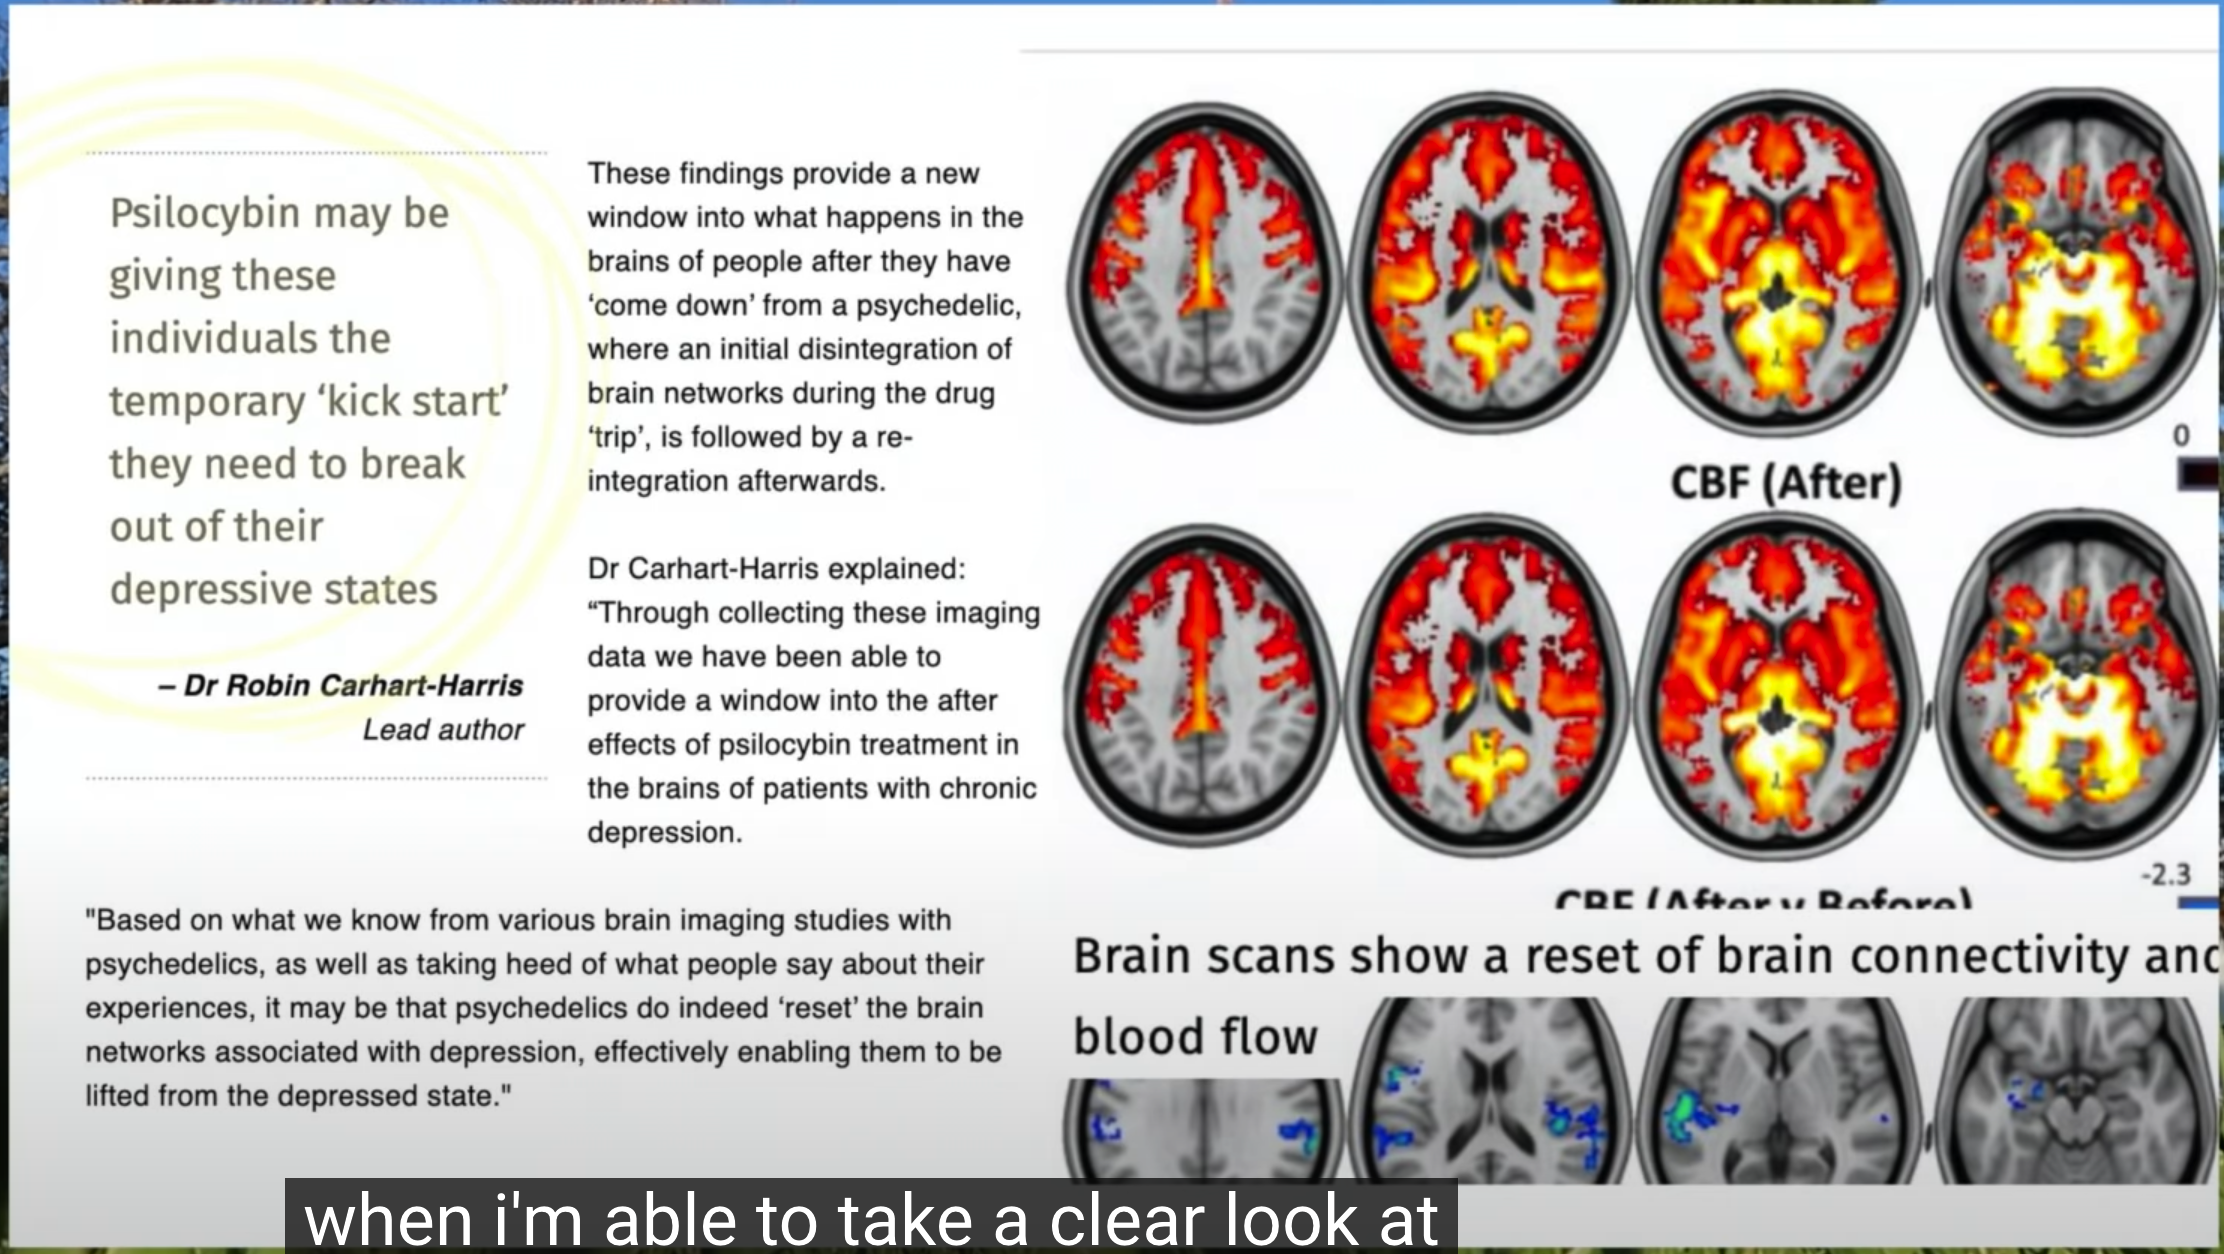 Psilocybin may be
giving these
individuals the
temporary ‘kick start’
they need to break
out of their
depressive states
– Dr Robin Carhart-Harris
Lead author
These findings provide a new
window into what happens in the
brains of people after they have
‘come down’ from a psychedelic,
where an initial disintegration of
brain networks during the drug
‘trip’, is followed by a re-
integration afterwards.
Dr Carhart-Harris explained:
“Through collecting these imaging
data we have been able to
provide a window into the after
effects of psilocybin treatment in
the brains of patients with chronic
depression.
"Based on what we know from various brain imaging studies with
psychedelics, as well as taking heed of what people say about their
experiences, it may be that psychedelics do indeed ‘reset’ the brain
networks associated with depression, effectively enabling them to be
lifted from the depressed state."
0
CBF (After)
-2.3
CBF (After v Before)
Brain scans show a reset of brain connectivity and
blood flow
when i'm able to take a clear look at